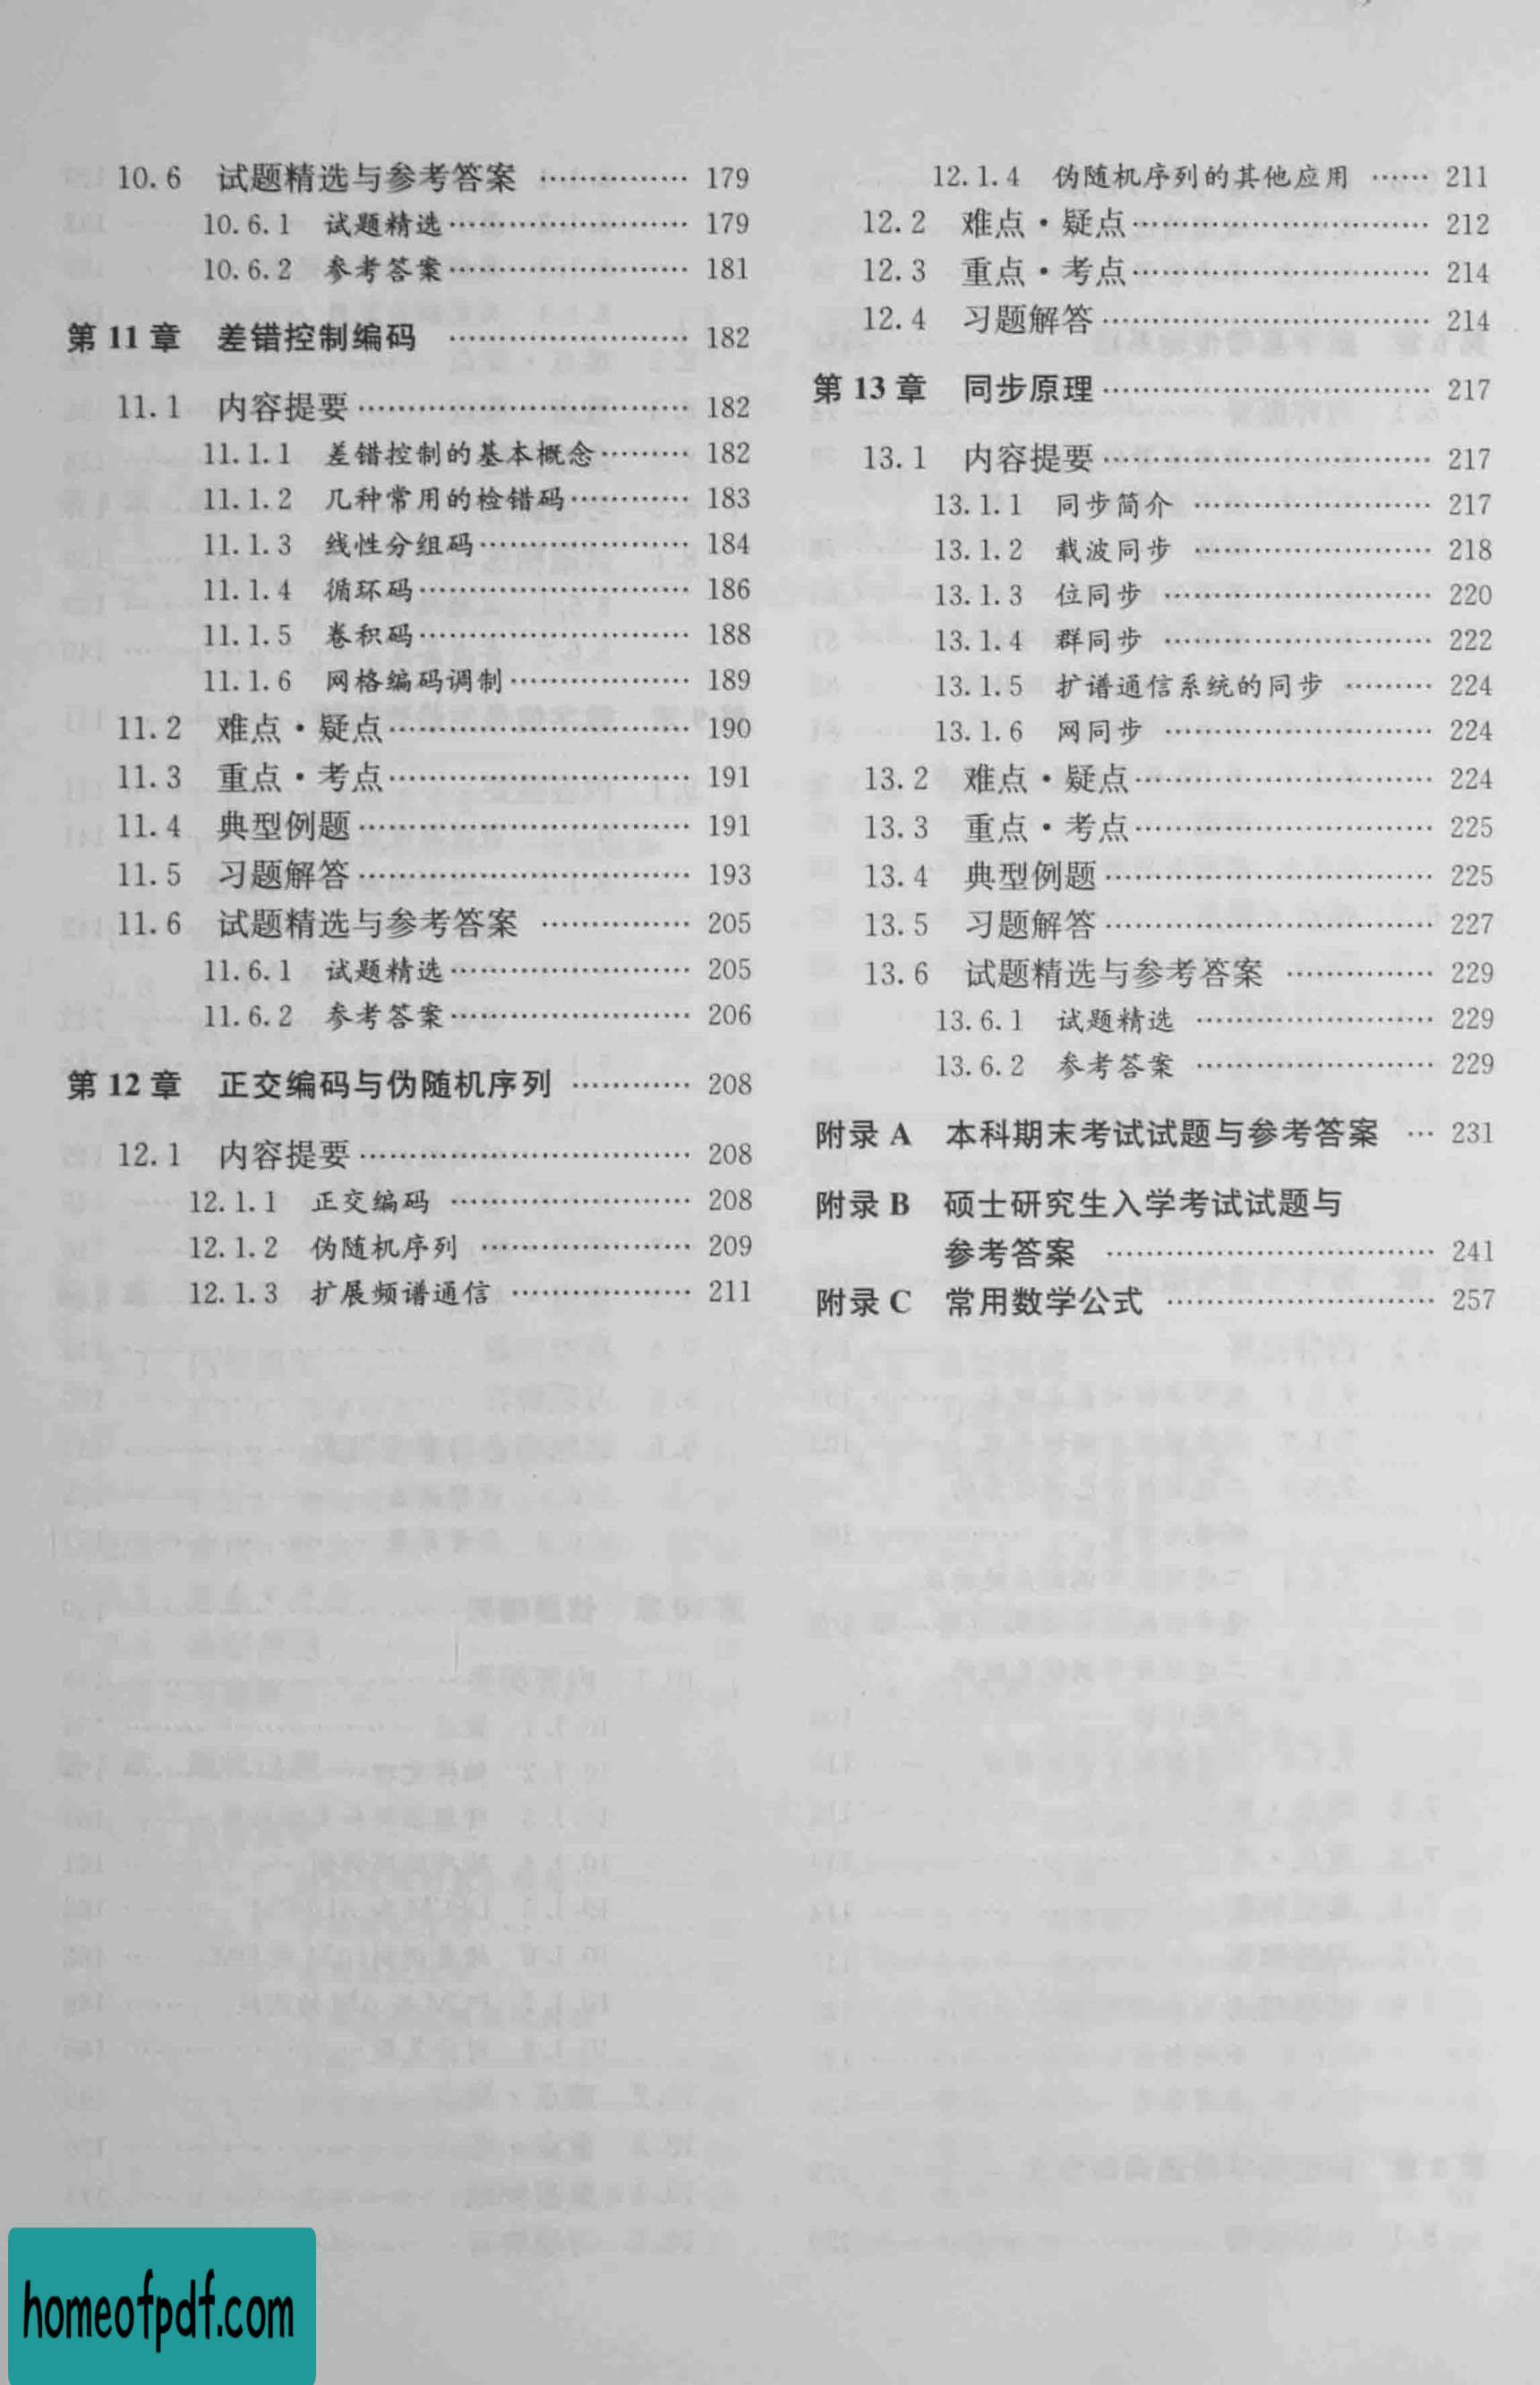 10.6 试题精选与参考答案 …………… 179
10.6.1 试题精选…………………… 179
10.6.2 参考答案…………………… 181
第 11 章 差错控制编码 …………………… 182
11.1 内容提要…………………………… 182
11.1.1 差错控制的基本概念……… 182
11.1.2 几种常用的检错码………… 183
11.1.3 线性分组码………………… 184
11.1.4 循环码……………………… 186
11.1.5 卷积码……………………… 188
11.1.6 网格编码调制……………… 189
11.2 难点·疑点………………………… 190
11.3 重点·考点………………………… 191
11.4 典型例题…………………………… 191
11.5 习题解答…………………………… 193
11.6 试题精选与参考答案 …………… 205
11.6.1 试题精选…………………… 205
11.6.2 参考答案…………………… 206
第 12 章 正交编码与伪随机序列 ………… 208
12.1 内容提要…………………………… 208
12.1.1 正交编码 …………………… 208
12.1.2 伪随机序列 ………………… 209
12.1.3 扩展频谱通信 ……………… 211
12.1.4 伪随机序列的其他应用 …… 211
12.2 难点·疑点………………………… 212
12.3 重点·考点………………………… 214
12.4 习题解答…………………………… 214
第 13 章 同步原理…………………………… 217
13.1 内容提要…………………………… 217
13.1.1 同步简介 …………………… 217
13.1.2 载波同步 …………………… 218
13.1.3 位同步 ……………………… 220
13.1.4 群同步 ……………………… 222
13.1.5 扩谱通信系统的同步 ……… 224
13.1.6 网同步 ……………………… 224
13.2 难点·疑点………………………… 224
13.3 重点·考点………………………… 225
13.4 典型例题…………………………… 225
13.5 习题解答…………………………… 227
13.6 试题精选与参考答案 …………… 229
13.6.1 试题精选 …………………… 229
13.6.2 参考答案 …………………… 229
附录 A 本科期末考试试题与参考答案 … 231
附录 B 硕士研究生入学考试试题与
参考答案 …………………………… 241
附录 C 常用数学公式 ……………………… 257
homeofpdf.com